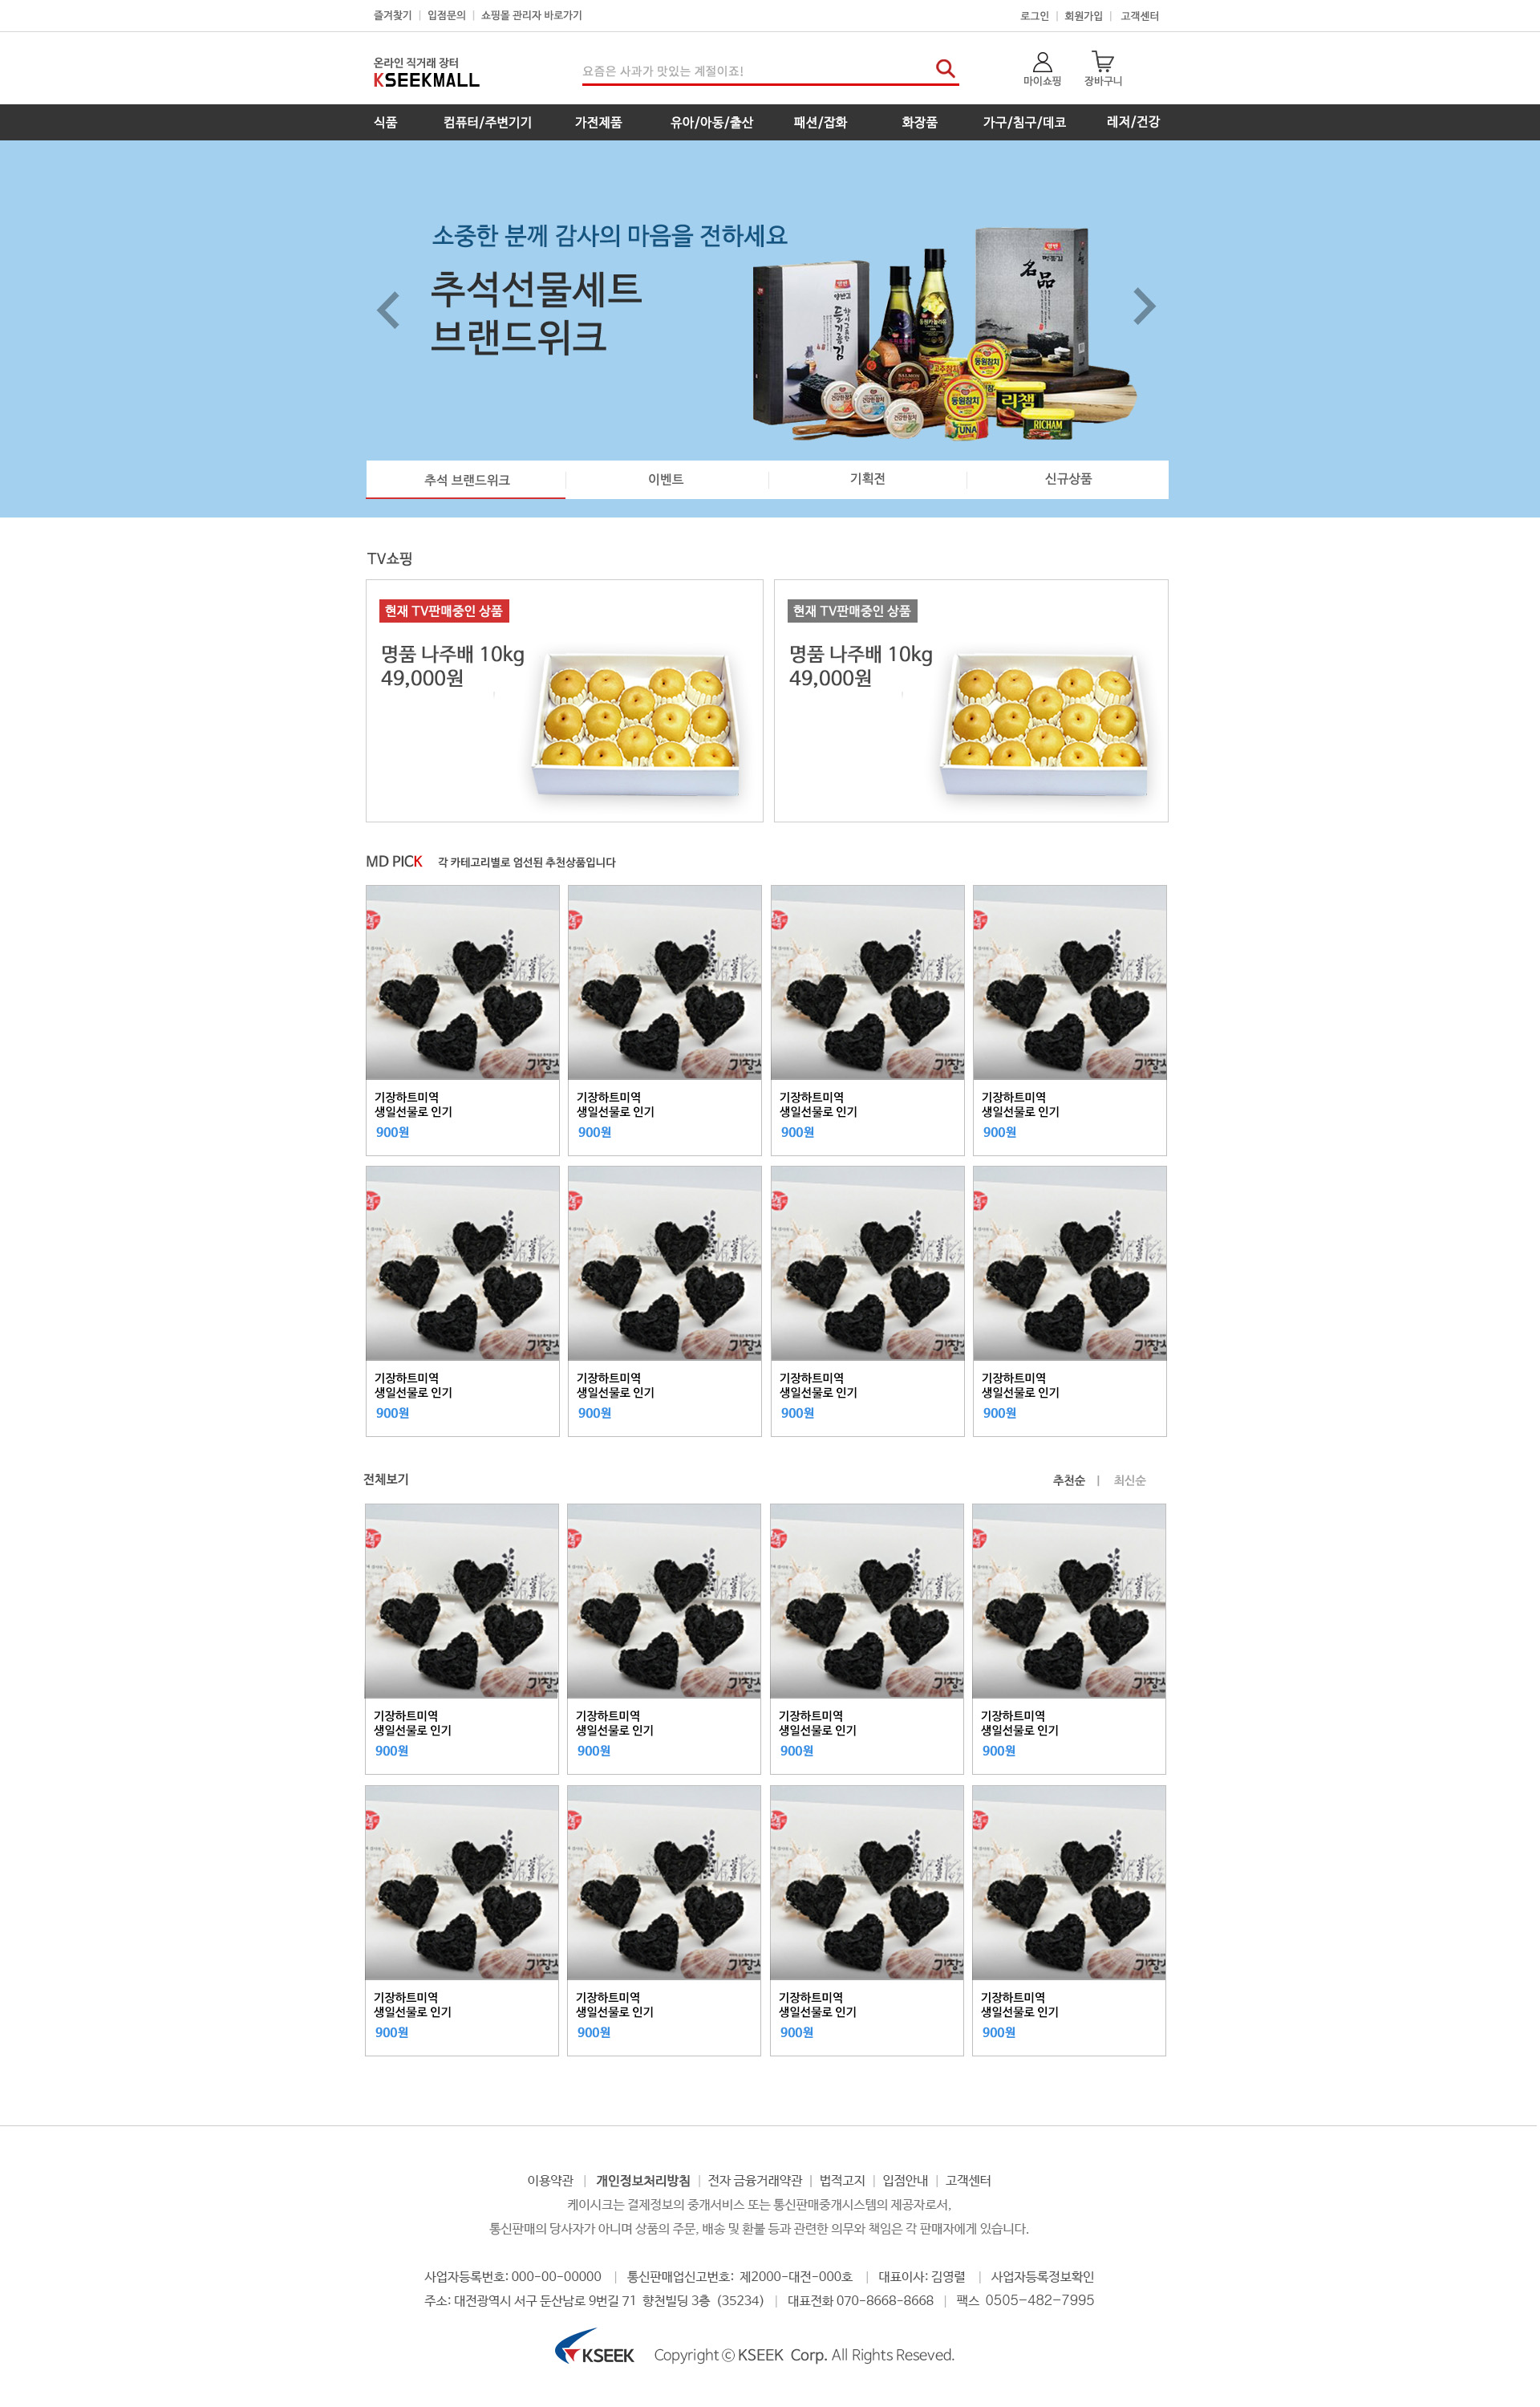 즐겨찾기 | 입점문의 | 쇼핑몰 관리자 바로가기
로그인 | 회원가입 | 고객센터
온라인 직거래 장터
KSEEKMALL
요즘은 사과가 맛있는 계절이죠!
마이쇼핑 장바구니
식품 컴퓨터/주변기기 가전제품 유아/아동/출산 패션/잡화 화장품 가구/침구/데코 레저/건강
소중한 분께 감사의 마음을 전하세요
추석선물세트
브랜드위크
양반
양반김
들기름김
양반
名品
동원참치
고추참치
건강한참치
동원참치
TUNA
리챔
RICHAM
추석 브랜드위크 이벤트 기획전 신규상품
TV쇼핑
현재 TV판매중인 상품
명품 나주배 10kg
49,000원
현재 TV판매중인 상품
명품 나주배 10kg
49,000원
MD PICK 각 카테고리별로 엄선된 추천상품입니다
기장하트미역 기장하트미역 기장하트미역 기장하트미역
생일선물로 인기 생일선물로 인기 생일선물로 인기 생일선물로 인기
900원 900원 900원 900원
기장하트미역 기장하트미역 기장하트미역 기장하트미역
생일선물로 인기 생일선물로 인기 생일선물로 인기 생일선물로 인기
900원 900원 900원 900원
전체보기
추천순 | 최신순
기장하트미역 기장하트미역 기장하트미역 기장하트미역
생일선물로 인기 생일선물로 인기 생일선물로 인기 생일선물로 인기
900원 900원 900원 900원
기장하트미역 기장하트미역 기장하트미역 기장하트미역
생일선물로 인기 생일선물로 인기 생일선물로 인기 생일선물로 인기
900원 900원 900원 900원
이용약관 | 개인정보처리방침 | 전자 금융거래약관 | 법적고지 | 입점안내 | 고객센터
케이시크는 결제정보의 중개서비스 또는 통신판매중개시스템의 제공자로서,
통신판매의 당사자가 아니며 상품의 주문, 배송 및 환불 등과 관련한 의무와 책임은 각 판매자에게 있습니다.
사업자등록번호: 000-00-00000 | 통신판매업신고번호: 제2000-대전-000호 | 대표이사: 김영렬 | 사업자등록정보확인
주소: 대전광역시 서구 둔산남로 9번길 71 향천빌딩 3층 (35234) | 대표전화 070-8668-8668 | 팩스 0505-482-7995
KSEEK Copyright ⓒ KSEEK Corp. All Rights Reseved.